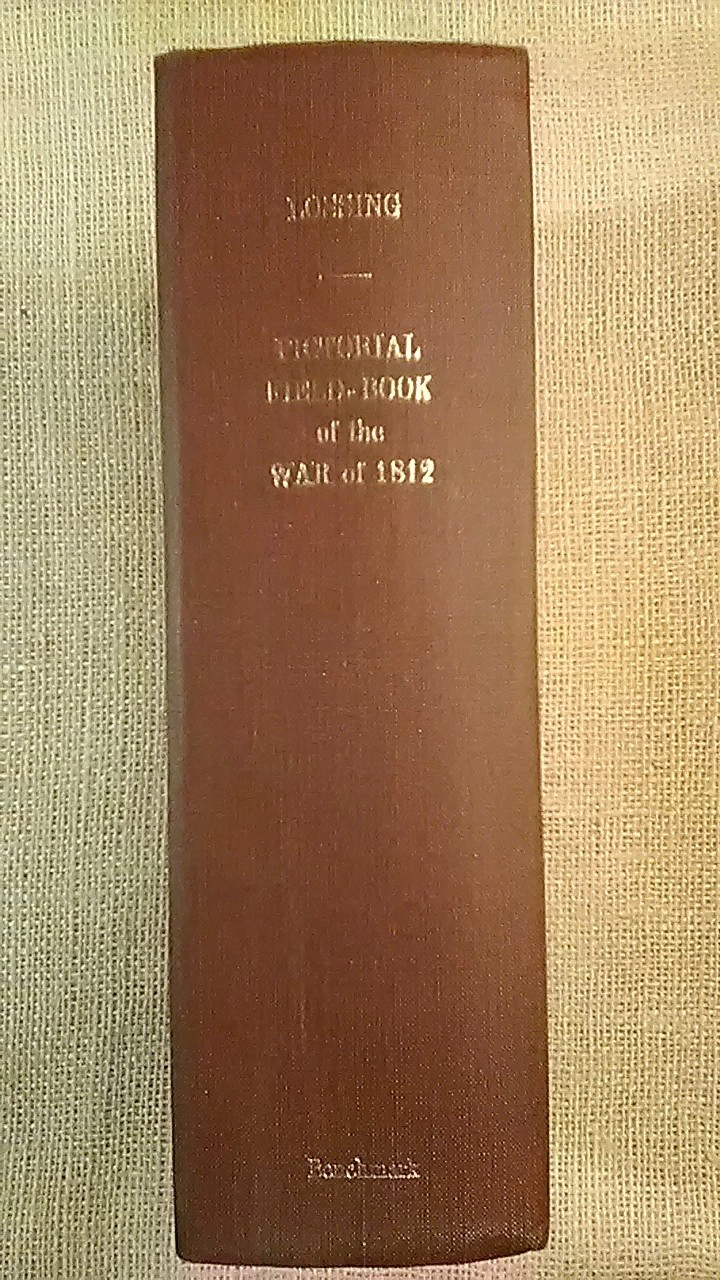 LOSSING
PICTORIAL
FIELD-BOOK
of the
WAR of 1812
Benchmark